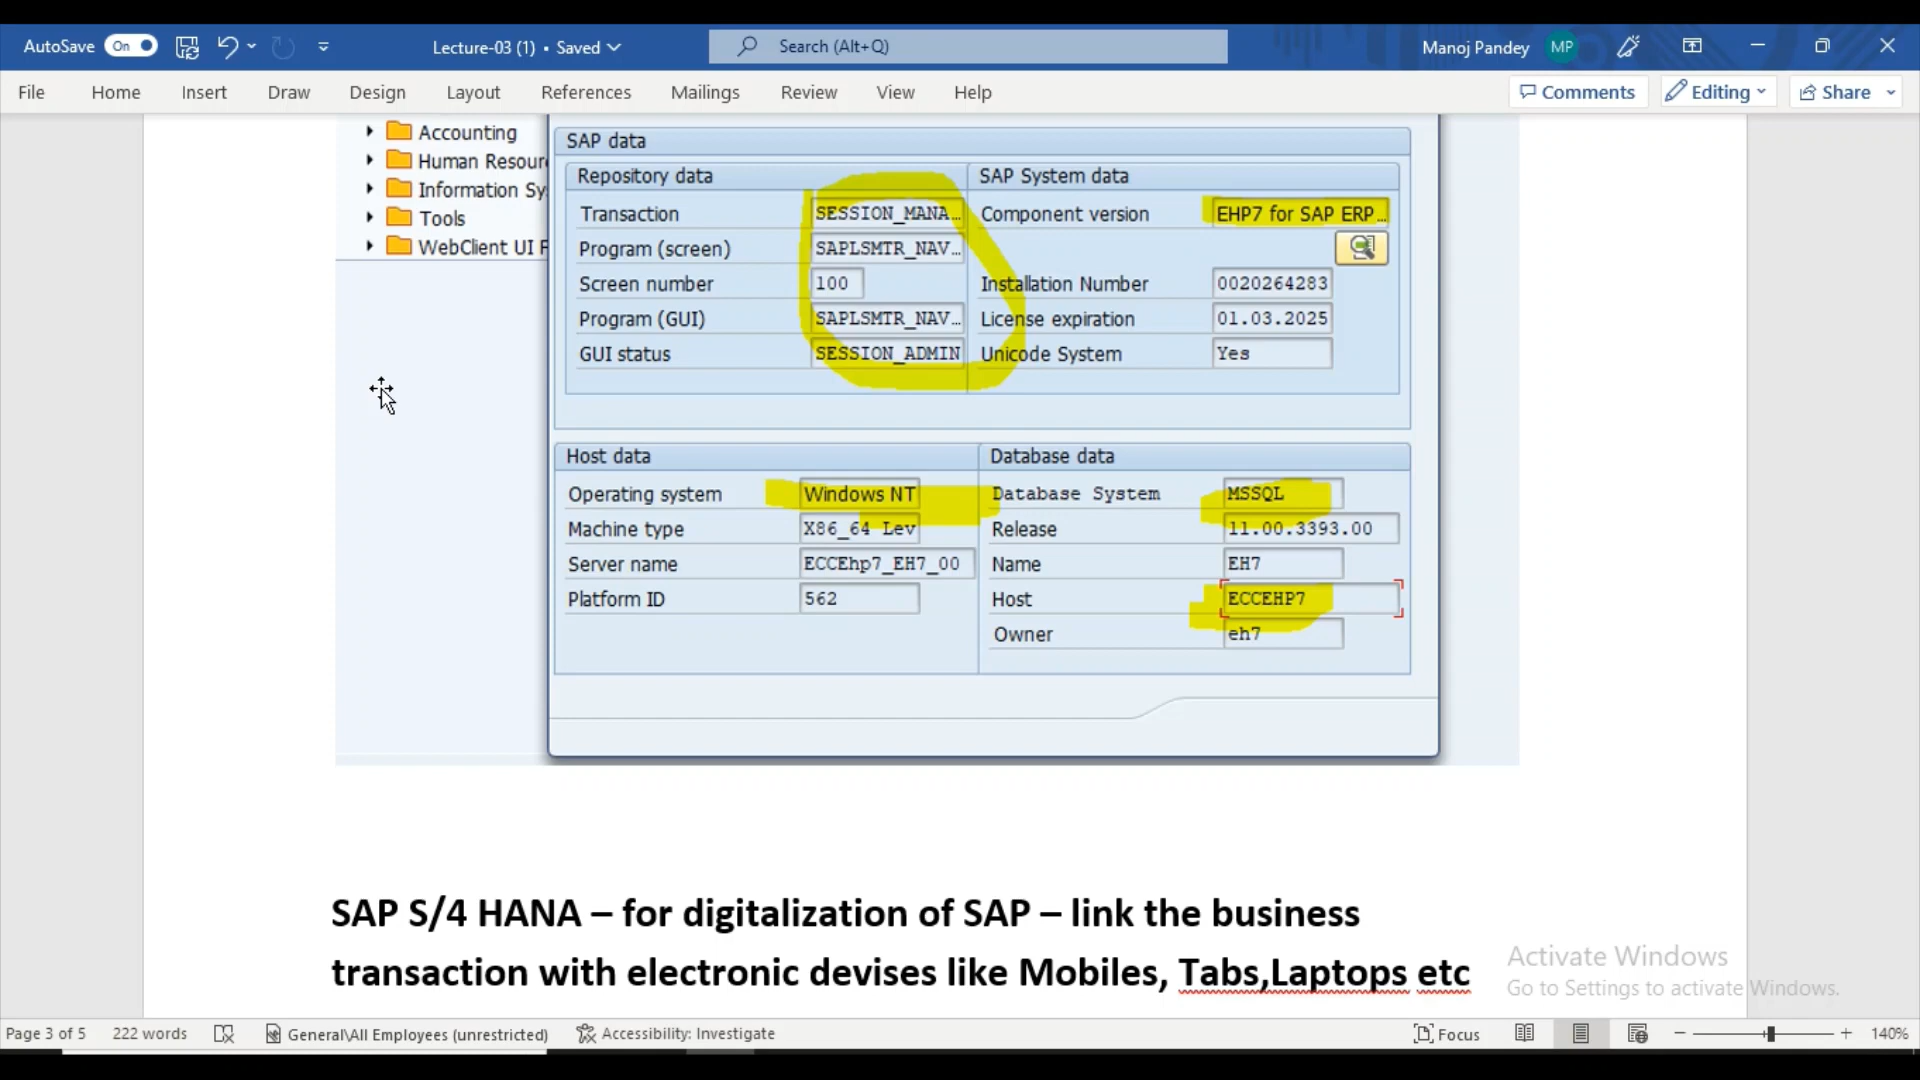 AutoSave On Lecture-03 (1) • Saved Search (Alt+Q) Manoj Pandey MP
File Home Insert Draw Design Layout References Mailings Review View Help Comments Editing Share
Accounting
Human Resour
Information Sy
Tools
WebClient UI F
SAP data
Repository data
Transaction SESSION_MANA...
Program (screen) SAPLSMTR_NAV...
Screen number 100
Program (GUI) SAPLSMTR_NAV...
GUI status SESSION_ADMIN
SAP System data
Component version EHP7 for SAP ERP...
Installation Number 0020264283
License expiration 01.03.2025
Unicode System Yes
Host data
Operating system Windows NT
Machine type X86_64 Lev
Server name ECCEhp7_EH7_00
Platform ID 562
Database data
Database System MSSQL
Release 11.00.3393.00
Name EH7
Host ECCEHP7
Owner eh7
SAP S/4 HANA – for digitalization of SAP – link the business
transaction with electronic devises like Mobiles, Tabs,Laptops etc
Activate Windows
Go to Settings to activate Windows.
Page 3 of 5 222 words General\All Employees (unrestricted) Accessibility: Investigate Focus 140%